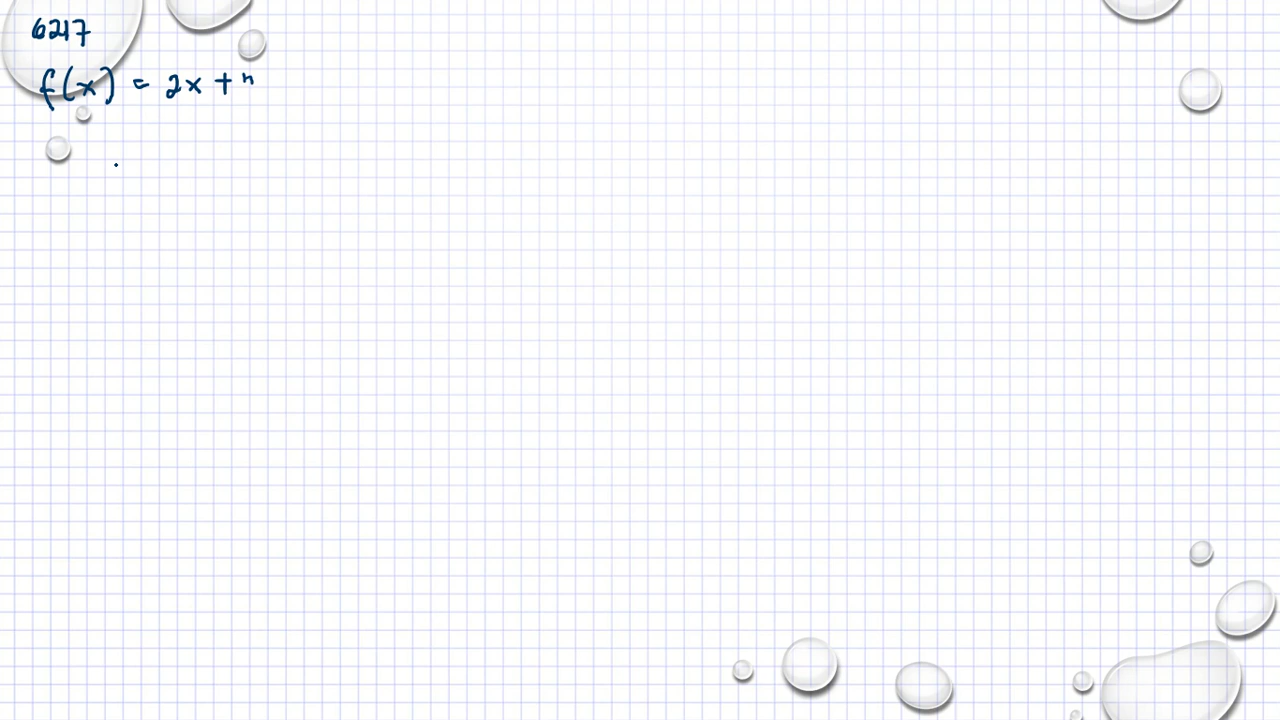 6217
f(x) = 2x + n